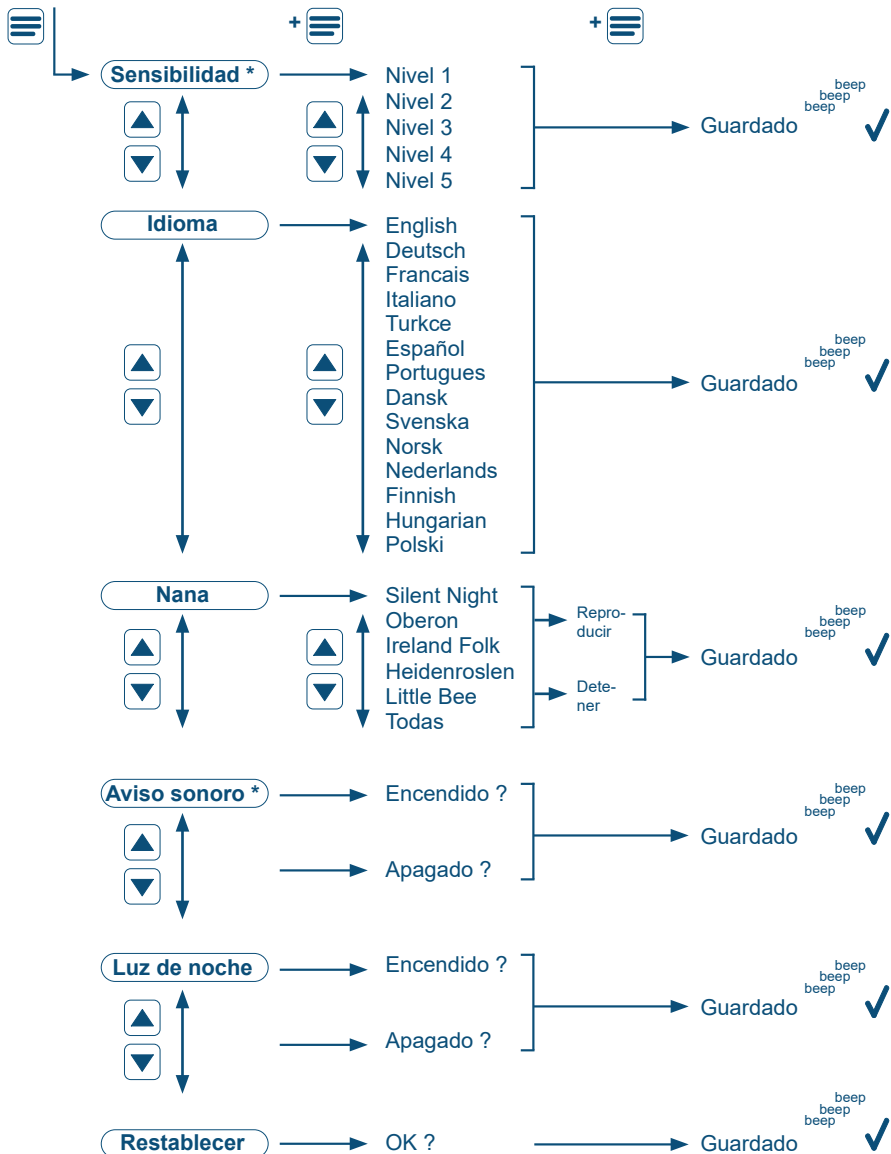 +
+
Sensibilidad *
Nivel 1
Nivel 2
Nivel 3
Nivel 4
Nivel 5
Guardado
beep
beep
beep
Idioma
English
Deutsch
Francais
Italiano
Turkce
Español
Portugues
Dansk
Svenska
Norsk
Nederlands
Finnish
Hungarian
Polski
Guardado
beep
beep
beep
Nana
Silent Night
Oberon
Ireland Folk
Heidenroslen
Little Bee
Todas
Repro-
ducir
Dete-
ner
Guardado
beep
beep
beep
Aviso sonoro *
Encendido ?
Apagado ?
Guardado
beep
beep
beep
Luz de noche
Encendido ?
Apagado ?
Guardado
beep
beep
beep
Restablecer
OK ?
Guardado
beep
beep
beep